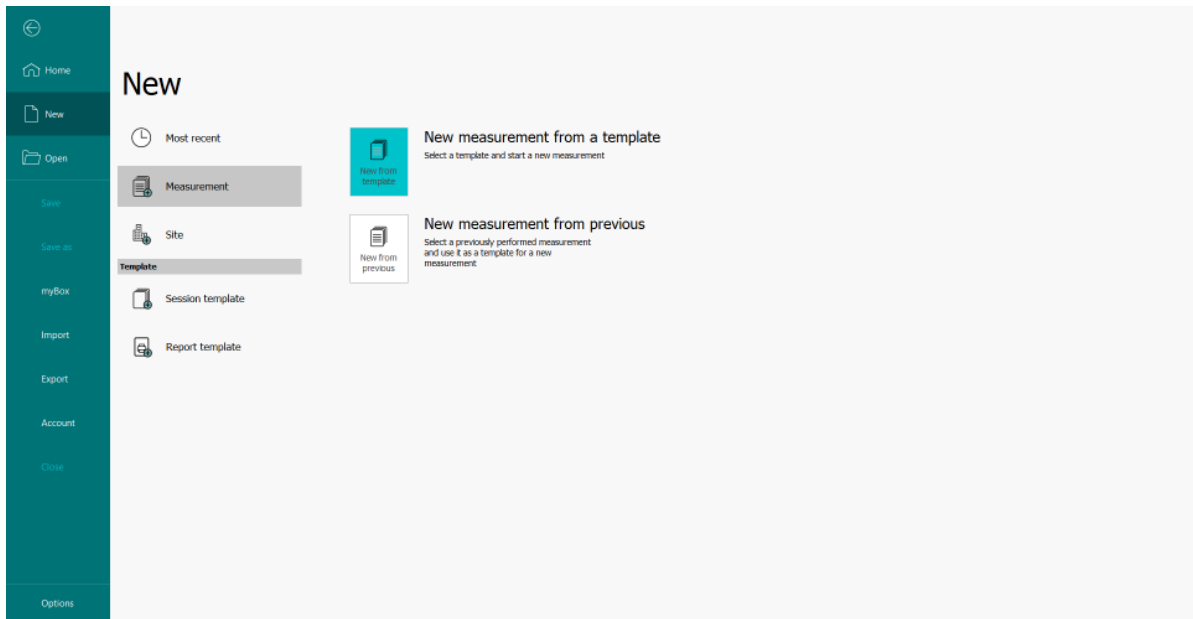 Home
New
Open
Save
Save as
myBox
Import
Export
Account
Close
Options
New
Most recent
Measurement
Site
Template
Session template
Report template
New from
template
New measurement from a template
Select a template and start a new measurement
New from
previous
New measurement from previous
Select a previously performed measurement
and use it as a template for a new
measurement